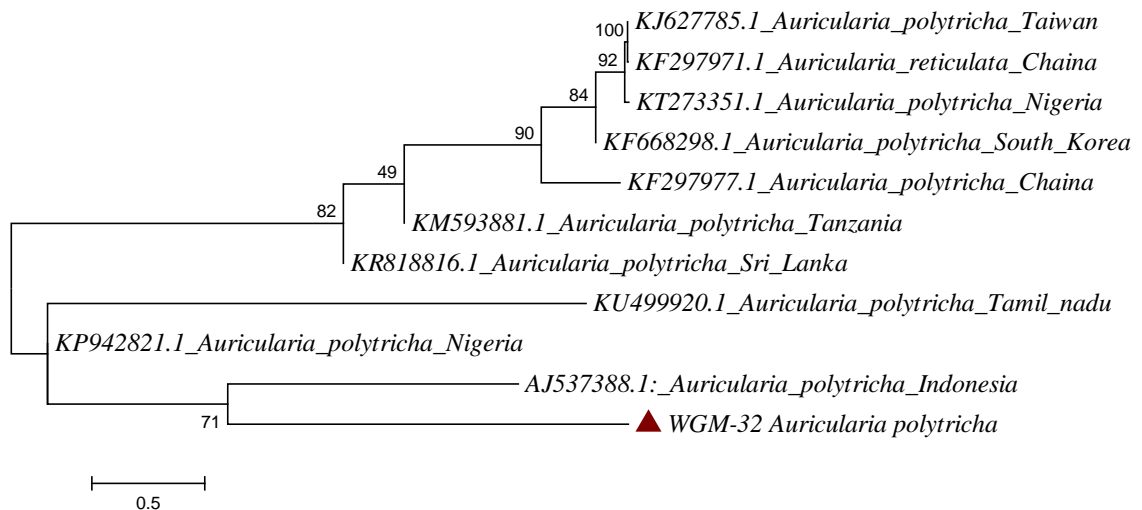 KJ627785.1_Auricularia_polytricha_Taiwan
100
KF297971.1_Auricularia_reticulata_Chaina
92
KT273351.1_Auricularia_polytricha_Nigeria
84
KF668298.1_Auricularia_polytricha_South_Korea
90
KF297977.1_Auricularia_polytricha_Chaina
49
KM593881.1_Auricularia_polytricha_Tanzania
82
KR818816.1_Auricularia_polytricha_Sri_Lanka
KU499920.1_Auricularia_polytricha_Tamil_nadu
KP942821.1_Auricularia_polytricha_Nigeria
AJ537388.1:_Auricularia_polytricha_Indonesia
71
WGM-32 Auricularia polytricha
0.5